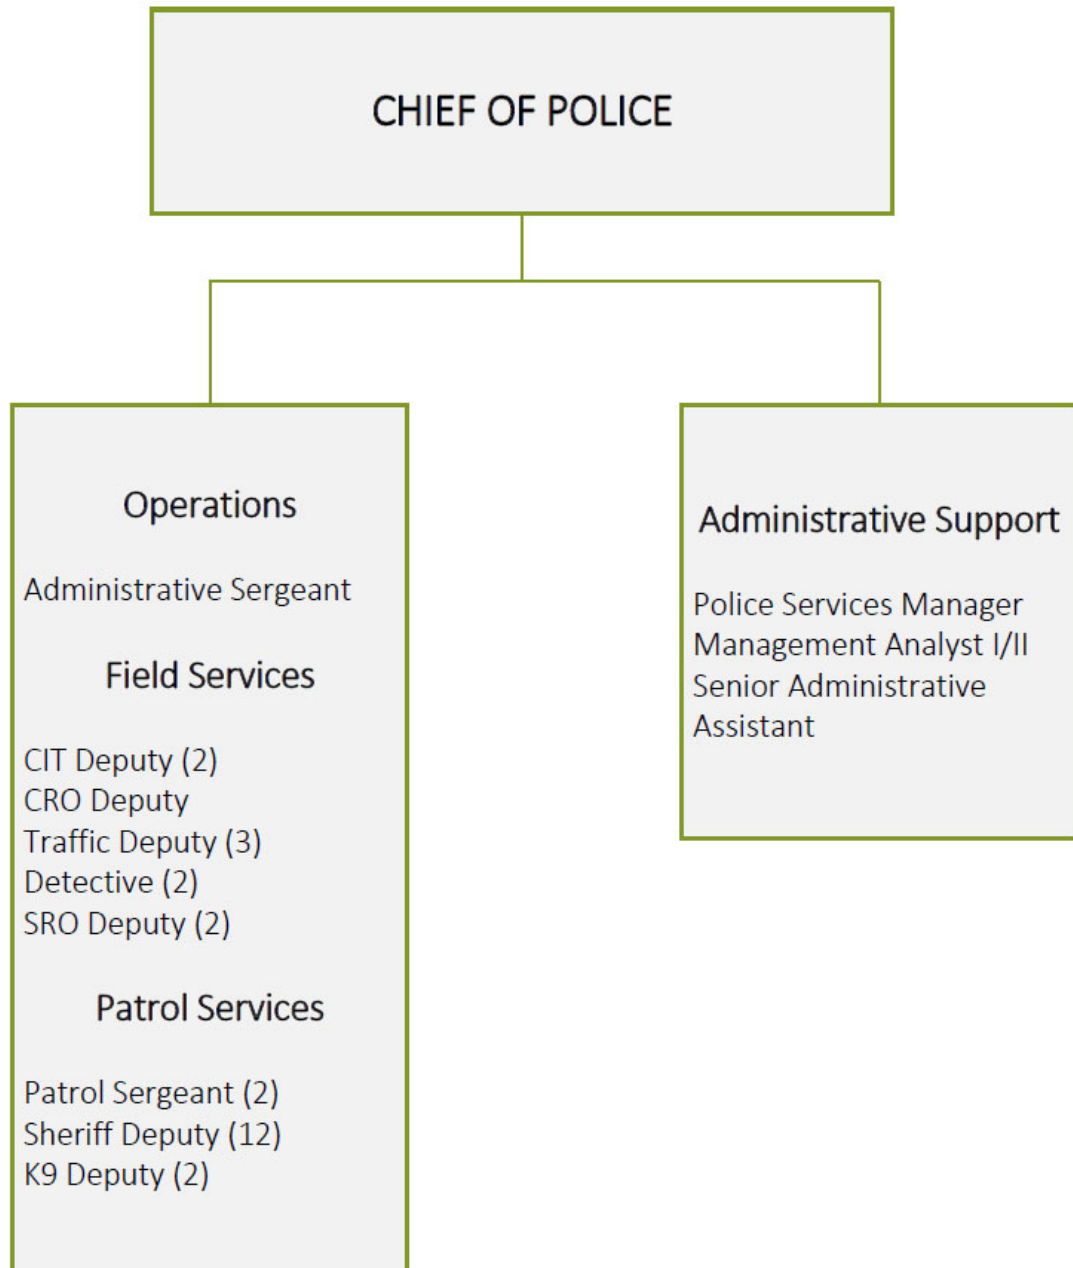 CHIEF OF POLICE
Operations
Administrative Sergeant
Field Services
CIT Deputy (2)
CRO Deputy
Traffic Deputy (3)
Detective (2)
SRO Deputy (2)
Patrol Services
Patrol Sergeant (2)
Sheriff Deputy (12)
K9 Deputy (2)
Administrative Support
Police Services Manager
Management Analyst I/II
Senior Administrative
Assistant